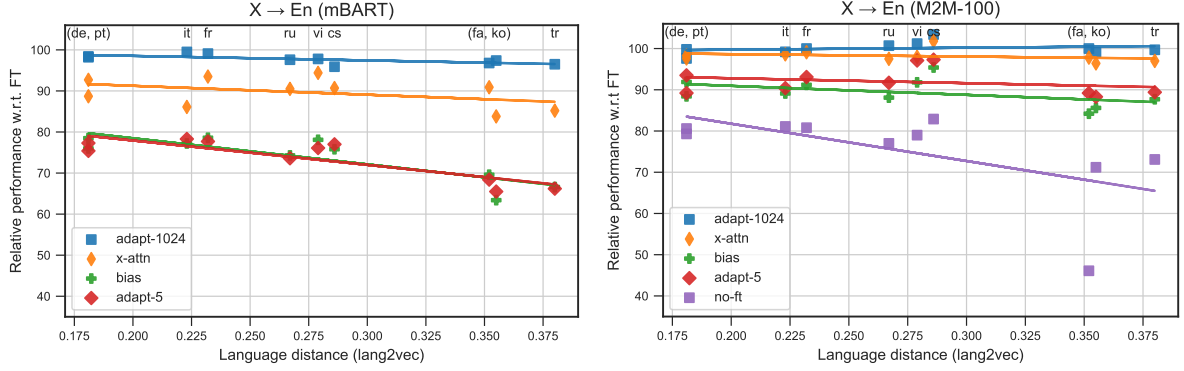 X → En (mBART)
(de, pt) it fr ru vi cs (fa, ko) tr
100
90
80
70
60
50
40
Relative performance w.r.t. FT
adapt-1024
x-attn
bias
adapt-5
0.175 0.200 0.225 0.250 0.275 0.300 0.325 0.350 0.375
Language distance (lang2vec)
X → En (M2M-100)
(de, pt) it fr ru vi cs (fa, ko) tr
100
90
80
70
60
50
40
Relative performance w.r.t. FT
adapt-1024
x-attn
bias
adapt-5
no-ft
0.175 0.200 0.225 0.250 0.275 0.300 0.325 0.350 0.375
Language distance (lang2vec)